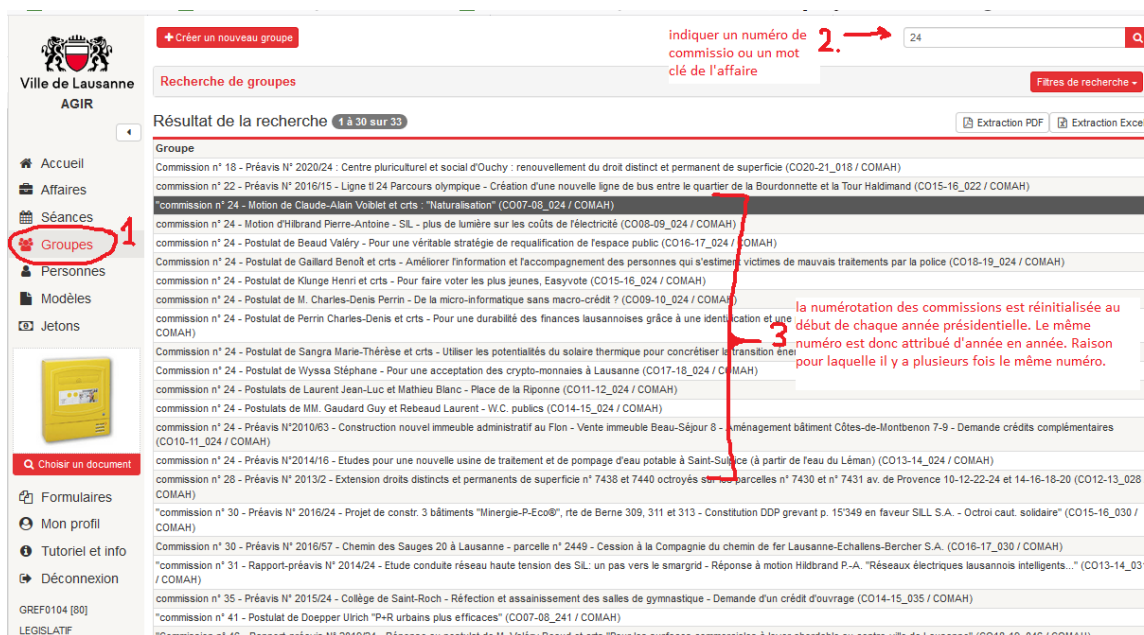 Créer un nouveau groupe
indiquer un numéro de
commissio ou un mot
clé de l'affaire
2.
24
Ville de Lausanne
AGIR
Recherche de groupes
Filtres de recherche
Résultat de la recherche 1 à 30 sur 33
Extraction PDF
Extraction Excel
Accueil
Affaires
Séances
Groupes
1
Personnes
Modèles
Jetons
Choisir un document
Formulaires
Mon profil
Tutoriel et info
Déconnexion
GREF0104 [80]
LEGISLATIF
Groupe
Commission n° 18 - Préavis N° 2020/24 : Centre pluriculturel et social d'Ouchy : renouvellement du droit distinct et permanent de superficie (CO20-21_018 / COMAH)
commission n° 22 - Préavis N° 2016/15 - Ligne tl 24 Parcours olympique - Création d'une nouvelle ligne de bus entre le quartier de la Bourdonnette et la Tour Haldimand (CO15-16_022 / COMAH)
"commission n° 24 - Motion de Claude-Alain Voiblet et crts : "Naturalisation" (CO07-08_024 / COMAH)
commission n° 24 - Motion d'Hilbrand Pierre-Antoine - SIL - plus de lumière sur les coûts de l'électricité (CO08-09_024 / COMAH)
commission n° 24 - Postulat de Beaud Valéry - Pour une véritable stratégie de requalification de l'espace public (CO16-17_024 / COMAH)
Commission n° 24 - Postulat de Gaillard Benoît et crts - Améliorer l'information et l'accompagnement des personnes qui s'estiment victimes de mauvais traitements par la police (CO18-19_024 / COMAH)
commission n° 24 - Postulat de Klunge Henri et crts - Pour faire voter les plus jeunes, Easyvote (CO15-16_024 / COMAH)
commission n° 24 - Postulat de M. Charles-Denis Perrin - De la micro-informatique sans macro-crédit ? (CO09-10_024 / COMAH)
commission n° 24 - Postulat de Perrin Charles-Denis et crts - Pour une durabilité des finances lausannoises grâce à une identification et une
COMAH)
Commission n° 24 - Postulat de Sangra Marie-Thérèse et crts - Utiliser les potentialités du solaire thermique pour concrétiser la transition éner
Commission n° 24 - Postulat de Wyssa Stéphane - Pour une acceptation des crypto-monnaies à Lausanne (CO17-18_024 / COMAH)
commission n° 24 - Postulats de Laurent Jean-Luc et Mathieu Blanc - Place de la Riponne (CO11-12_024 / COMAH)
commission n° 24 - Postulats de MM. Gaudard Guy et Rebeaud Laurent - W.C. publics (CO14-15_024 / COMAH)
commission n° 24 - Préavis N°2010/63 - Construction nouvel immeuble administratif au Flon - Vente immeuble Beau-Séjour 8 - Aménagement bâtiment Côtes-de-Montbenon 7-9 - Demande crédits complémentaires
(CO10-11_024 / COMAH)
commission n° 24 - Préavis N°2014/16 - Etudes pour une nouvelle usine de traitement et de pompage d'eau potable à Saint-Sulpice (à partir de l'eau du Léman) (CO13-14_024 / COMAH)
commission n° 28 - Préavis N° 2013/2 - Extension droits distincts et permanents de superficie n° 7438 et 7440 octroyés sur les parcelles n° 7430 et n° 7431 av. de Provence 10-12-22-24 et 14-16-18-20 (CO12-13_028
COMAH)
"commission n° 30 - Préavis N° 2016/24 - Projet de constr. 3 bâtiments "Minergie-P-Eco®", rte de Berne 309, 311 et 313 - Constitution DDP grevant p. 15'349 en faveur SILL S.A. - Octroi caut. solidaire" (CO15-16_030 /
COMAH)
Commission n° 30 - Préavis N° 2016/57 - Chemin des Sauges 20 à Lausanne - parcelle n° 2449 - Cession à la Compagnie du chemin de fer Lausanne-Echallens-Bercher S.A. (CO16-17_030 / COMAH)
"commission n° 31 - Rapport-préavis N° 2014/24 - Etude conduite réseau haute tension des SiL: un pas vers le smargrid - Réponse à motion Hildbrand P.-A. "Réseaux électriques lausannois intelligents..." (CO13-14_031
/ COMAH)
commission n° 35 - Préavis N° 2015/24 - Collège de Saint-Roch - Réfection et assainissement des salles de gymnastique - Demande d'un crédit d'ouvrage (CO14-15_035 / COMAH)
"commission n° 41 - Postulat de Doepper Ulrich "P+R urbains plus efficaces" (CO07-08_241 / COMAH)
3
la numérotation des commissions est réinitialisée au
début de chaque année présidentielle. Le même
numéro est donc attribué d'année en année. Raison
pour laquelle il y a plusieurs fois le même numéro.